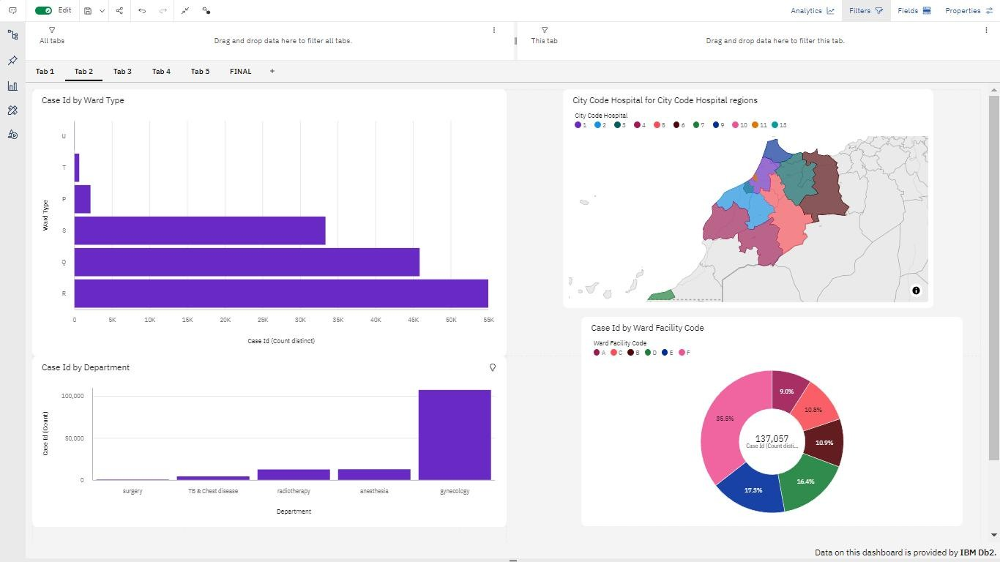 Edit
Analytics
Filters
Fields
Properties
All tabs
Drag and drop data here to filter all tabs.
This tab
Drag and drop data here to filter this tab.
Tab 1
Tab 2
Tab 3
Tab 4
Tab 5
FINAL
+
Case Id by Ward Type
Ward Type
U
T
P
S
Q
R
0
5K
10K
15K
20K
25K
30K
35K
40K
45K
50K
55K
Case Id (Count distinct)
City Code Hospital for City Code Hospital regions
City Code Hospital
1
2
3
4
5
6
7
9
10
11
13
Case Id by Department
Case Id (Count)
100,000
50,000
0
surgery
TB & Chest disease
radiotherapy
anesthesia
gynecology
Department
Case Id by Ward Facility Code
Ward Facility Code
A
C
B
D
E
F
9.0%
10.8%
10.9%
16.4%
17.3%
35.5%
137,057
Case Id (Count disti...
Data on this dashboard is provided by IBM Db2.